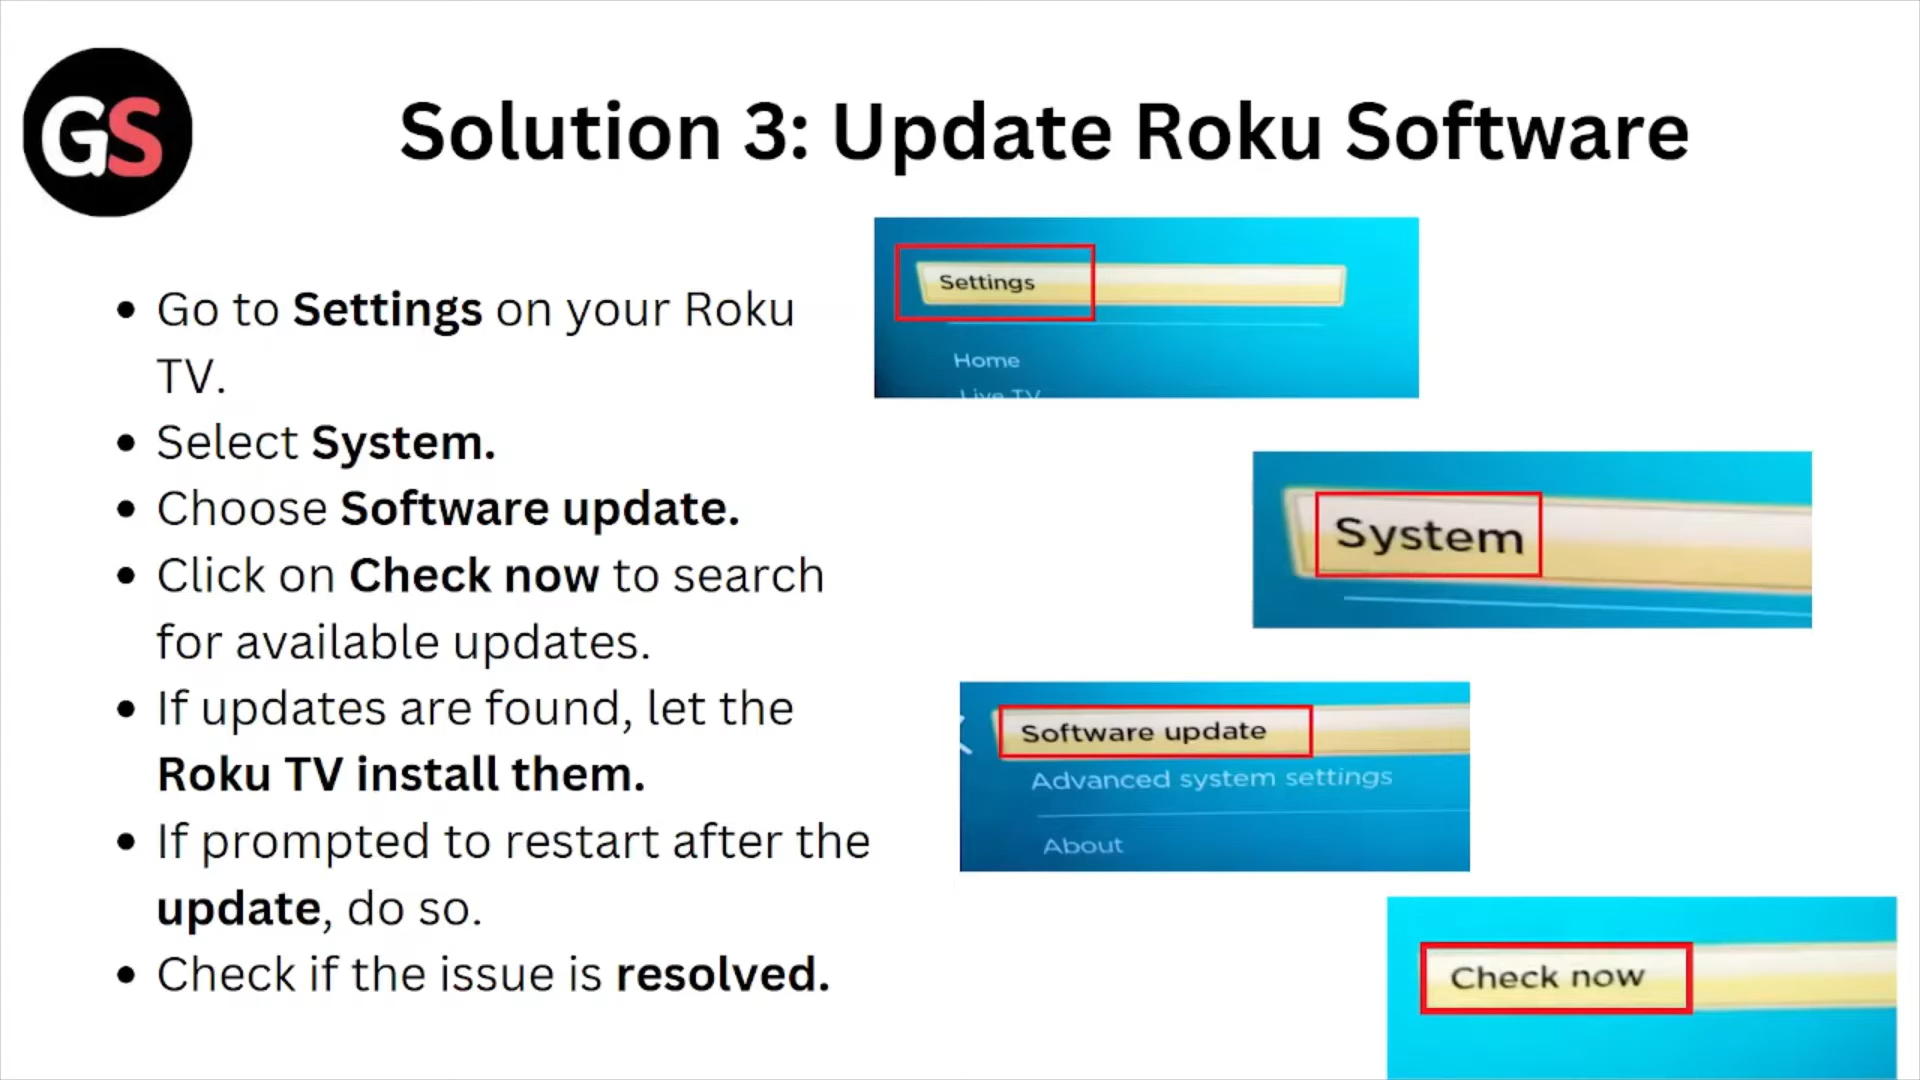 GS
Solution 3: Update Roku Software
• Go to Settings on your Roku
TV.
• Select System.
• Choose Software update.
• Click on Check now to search
for available updates.
• If updates are found, let the
Roku TV install them.
• If prompted to restart after the
update, do so.
• Check if the issue is resolved.
Settings
Home
Live TV
System
Software update
Advanced system settings
About
Check now